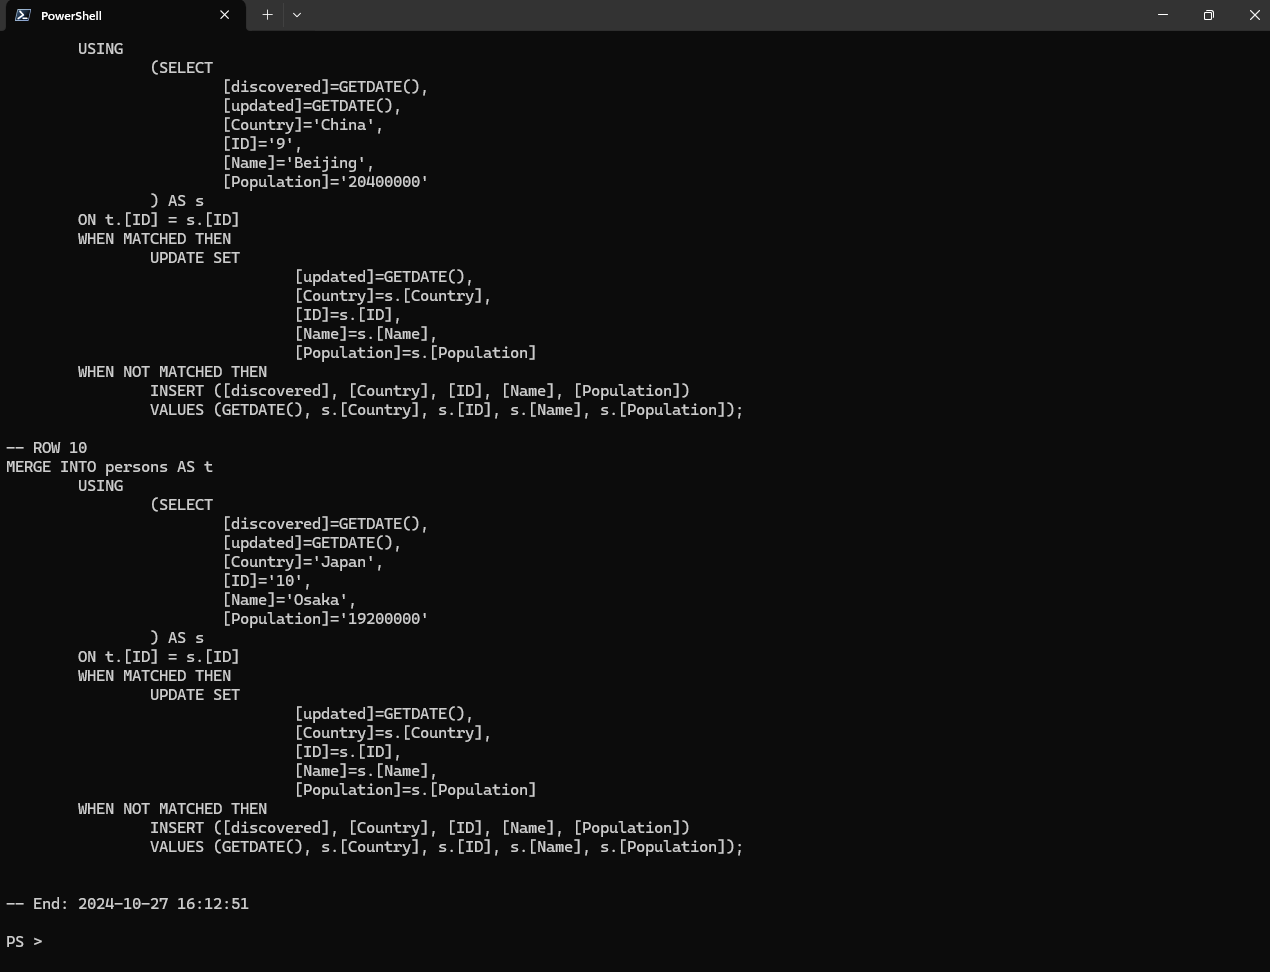 PowerShell
USING
(SELECT
[discovered]=GETDATE(),
[updated]=GETDATE(),
[Country]='China',
[ID]='9',
[Name]='Beijing',
[Population]='20400000'
) AS s
ON t.[ID] = s.[ID]
WHEN MATCHED THEN
UPDATE SET
[updated]=GETDATE(),
[Country]=s.[Country],
[ID]=s.[ID],
[Name]=s.[Name],
[Population]=s.[Population]
WHEN NOT MATCHED THEN
INSERT ([discovered], [Country], [ID], [Name], [Population])
VALUES (GETDATE(), s.[Country], s.[ID], s.[Name], s.[Population]);
-- ROW 10
MERGE INTO persons AS t
USING
(SELECT
[discovered]=GETDATE(),
[updated]=GETDATE(),
[Country]='Japan',
[ID]='10',
[Name]='Osaka',
[Population]='19200000'
) AS s
ON t.[ID] = s.[ID]
WHEN MATCHED THEN
UPDATE SET
[updated]=GETDATE(),
[Country]=s.[Country],
[ID]=s.[ID],
[Name]=s.[Name],
[Population]=s.[Population]
WHEN NOT MATCHED THEN
INSERT ([discovered], [Country], [ID], [Name], [Population])
VALUES (GETDATE(), s.[Country], s.[ID], s.[Name], s.[Population]);
-- End: 2024-10-27 16:12:51
PS >